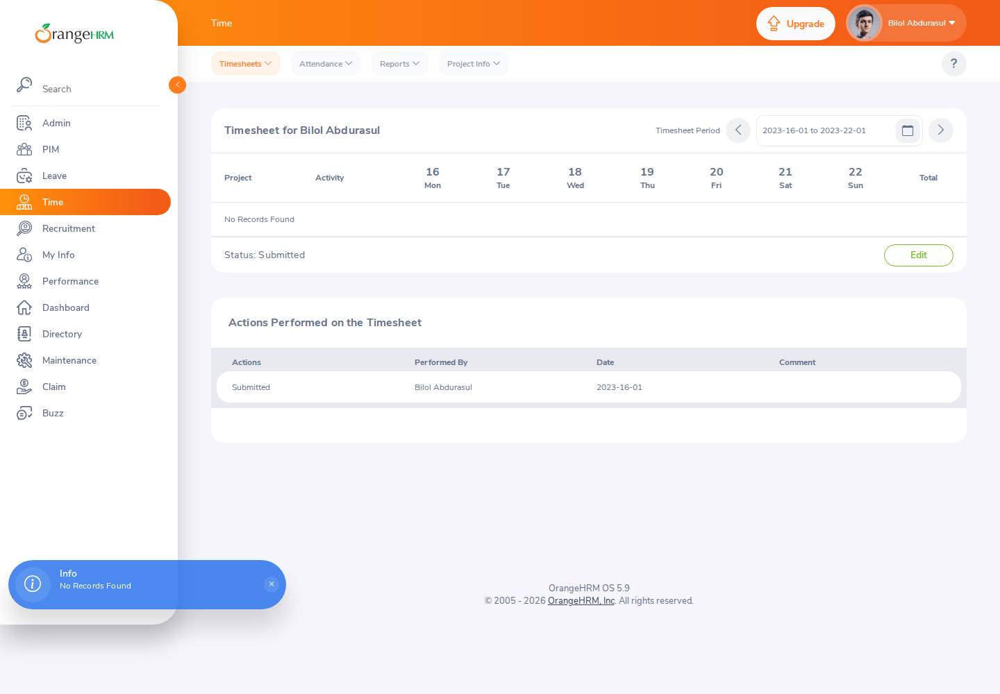 OrangeHRM
Time
Upgrade
Bilol Abdurasul
Timesheets
Attendance
Reports
Project Info
?
Search
Admin
PIM
Leave
Time
Recruitment
My Info
Performance
Dashboard
Directory
Maintenance
Claim
Buzz
Timesheet for Bilol Abdurasul
Timesheet Period
2023-16-01 to 2023-22-01
Project Activity 16 Mon 17 Tue 18 Wed 19 Thu 20 Fri 21 Sat 22 Sun Total
No Records Found
Status: Submitted
Edit
Actions Performed on the Timesheet
Actions Performed By Date Comment
Submitted Bilol Abdurasul 2023-16-01
Info
No Records Found
×
OrangeHRM OS 5.9
© 2005 - 2026 OrangeHRM, Inc. All rights reserved.